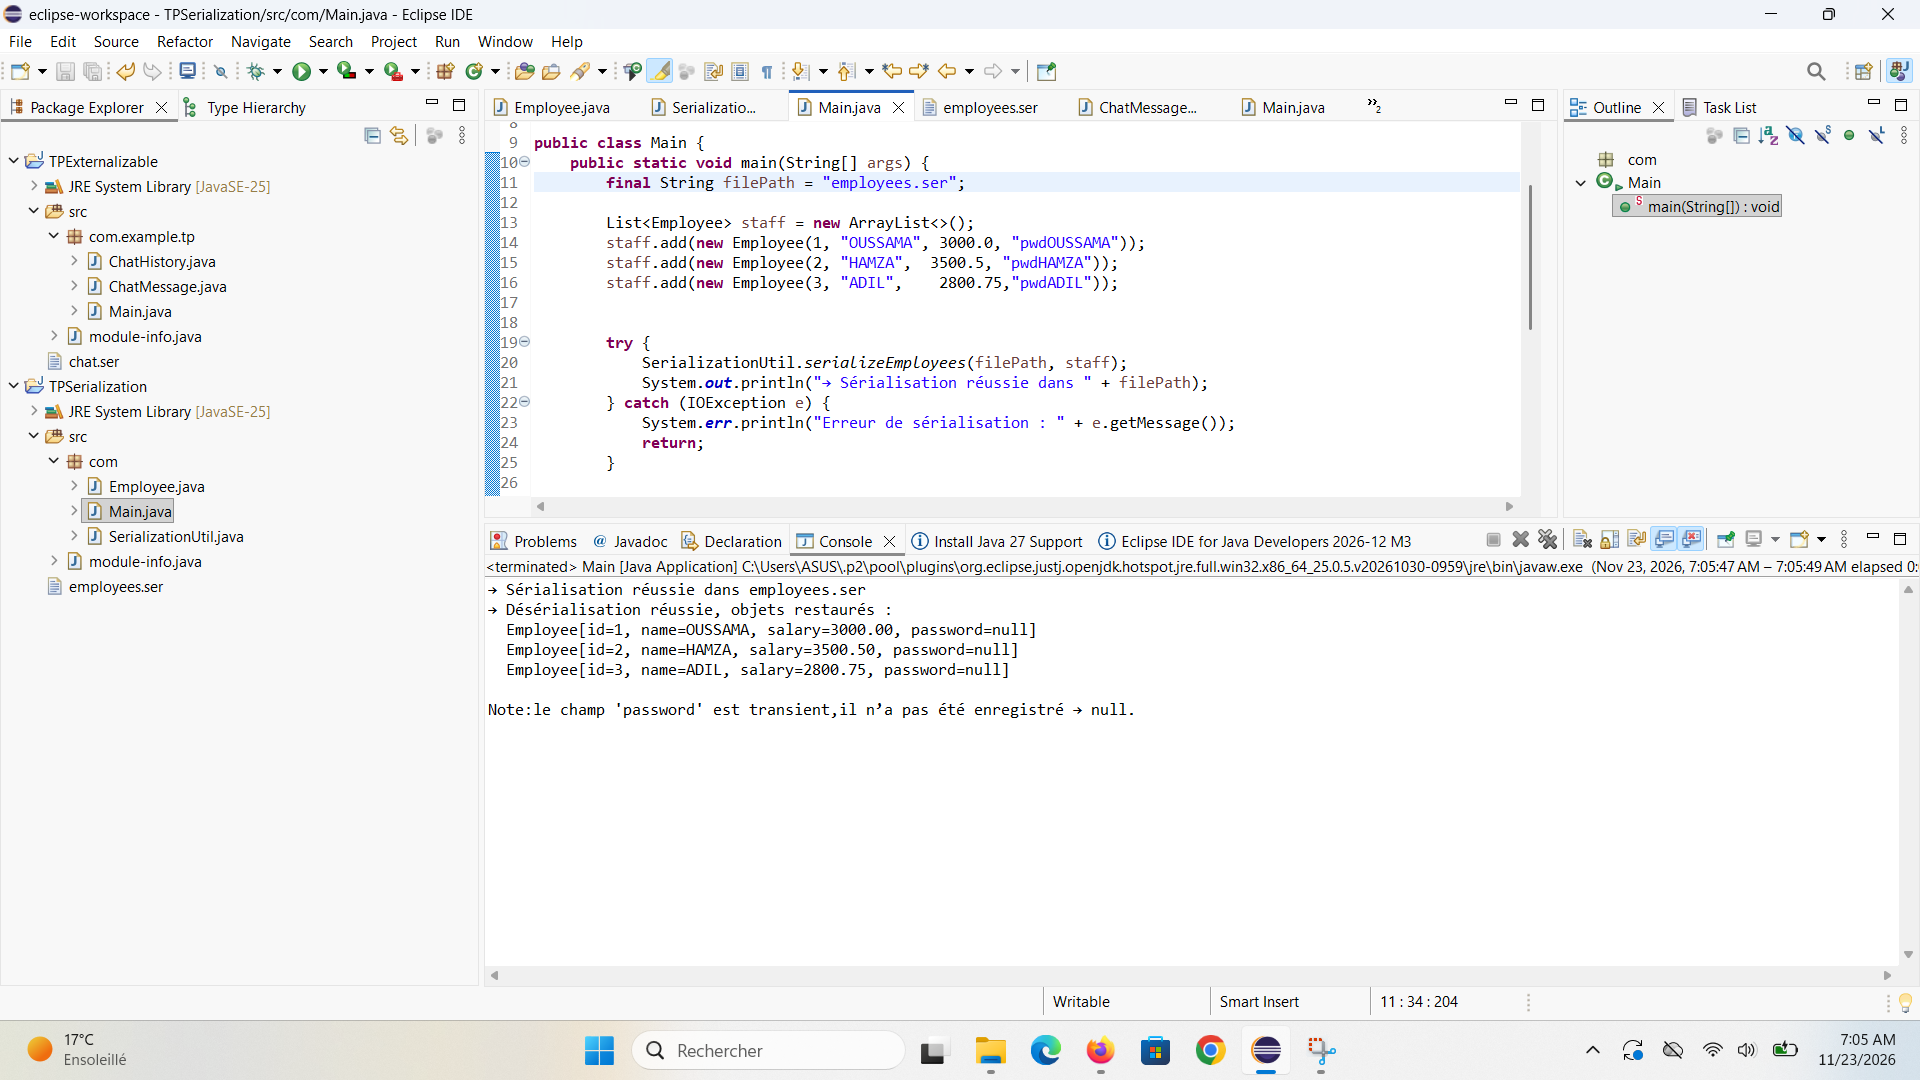 eclipse-workspace - TPSerialization/src/com/Main.java - Eclipse IDE
File Edit Source Refactor Navigate Search Project Run Window Help
Package Explorer Type Hierarchy
TPExternalizable
JRE System Library [JavaSE-25]
src
com.example.tp
ChatHistory.java
ChatMessage.java
Main.java
module-info.java
chat.ser
TPSerialization
JRE System Library [JavaSE-25]
src
com
Employee.java
Main.java
SerializationUtil.java
module-info.java
employees.ser
Employee.java Serializatio... Main.java employees.ser ChatMessage... Main.java »2
8
9 public class Main {
10 public static void main(String[] args) {
11 final String filePath = "employees.ser";
12
13 List<Employee> staff = new ArrayList<>();
14 staff.add(new Employee(1, "OUSSAMA", 3000.0, "pwdOUSSAMA"));
15 staff.add(new Employee(2, "HAMZA",  3500.5, "pwdHAMZA"));
16 staff.add(new Employee(3, "ADIL",    2800.75,"pwdADIL"));
17
18
19 try {
20 SerializationUtil.serializeEmployees(filePath, staff);
21 System.out.println("→ Sérialisation réussie dans " + filePath);
22 } catch (IOException e) {
23 System.err.println("Erreur de sérialisation : " + e.getMessage());
24 return;
25 }
26
Outline Task List
com
Main
main(String[]) : void
Problems Javadoc Declaration Console Install Java 27 Support Eclipse IDE for Java Developers 2026-12 M3
<terminated> Main [Java Application] C:\Users\ASUS\.p2\pool\plugins\org.eclipse.justj.openjdk.hotspot.jre.full.win32.x86_64_25.0.5.v20261030-0959\jre\bin\javaw.exe (Nov 23, 2026, 7:05:47 AM – 7:05:49 AM elapsed 0:
→ Sérialisation réussie dans employees.ser
→ Désérialisation réussie, objets restaurés :
Employee[id=1, name=OUSSAMA, salary=3000.00, password=null]
Employee[id=2, name=HAMZA, salary=3500.50, password=null]
Employee[id=3, name=ADIL, salary=2800.75, password=null]
Note:le champ 'password' est transient,il n’a pas été enregistré → null.
Writable Smart Insert 11 : 34 : 204
17°C
Ensoleillé
Rechercher
7:05 AM
11/23/2026